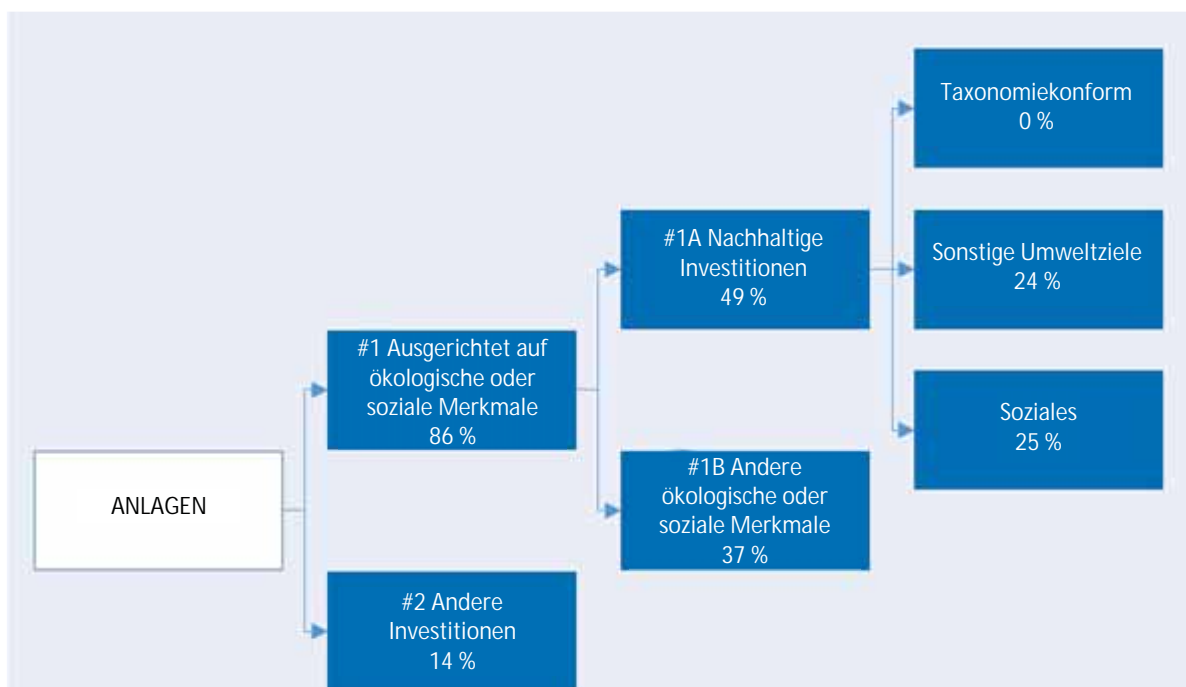 ANLAGEN
#1 Ausgerichtet auf
ökologische oder
soziale Merkmale
86 %
#2 Andere
Investitionen
14 %
#1A Nachhaltige
Investitionen
49 %
#1B Andere
ökologische oder
soziale Merkmale
37 %
Taxonomiekonform
0 %
Sonstige Umweltziele
24 %
Soziales
25 %